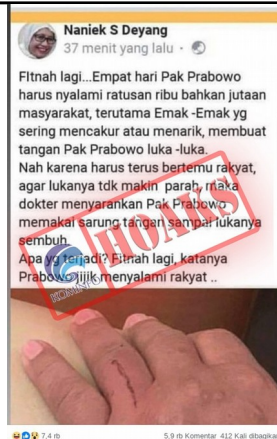 Naniek S Deyang
37 menit yang lalu ·
FItnah lagi...Empat hari Pak Prabowo
harus nyalami ratusan ribu bahkan jutaan
masyarakat, terutama Emak -Emak yg
sering mencakur atau menarik, membuat
tangan Pak Prabowo luka -luka.
Nah karena harus terus bertemu rakyat,
agar lukanya tdk makin parah, maka
dokter menyarankan Pak Prabowo
memakai sarung tangan sampai lukanya
sembuh.
Apa yg terjadi? Fitnah lagi, katanya
Prabowo jijik menyalami rakyat ..
HOAKS
KOMINFO
7,4 rb
5,9 rb Komentar 412 Kali dibagikan